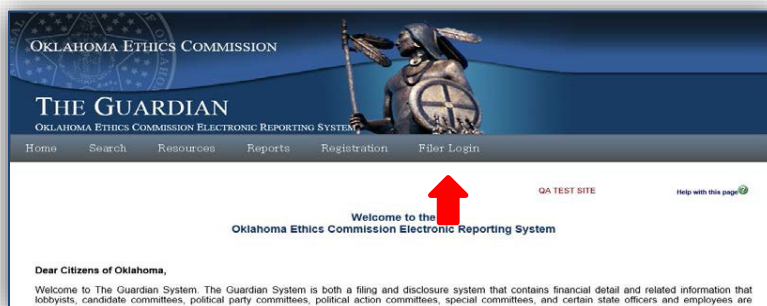 OKLAHOMA ETHICS COMMISSION
THE GUARDIAN
OKLAHOMA ETHICS COMMISSION ELECTRONIC REPORTING SYSTEM
Home Search Resources Reports Registration Filer Login
QA TEST SITE Help with this page
Welcome to the
Oklahoma Ethics Commission Electronic Reporting System
Dear Citizens of Oklahoma,
Welcome to The Guardian System. The Guardian System is both a filing and disclosure system that contains financial detail and related information that
lobbyists, candidate committees, political party committees, political action committees, special committees, and certain state officers and employees are